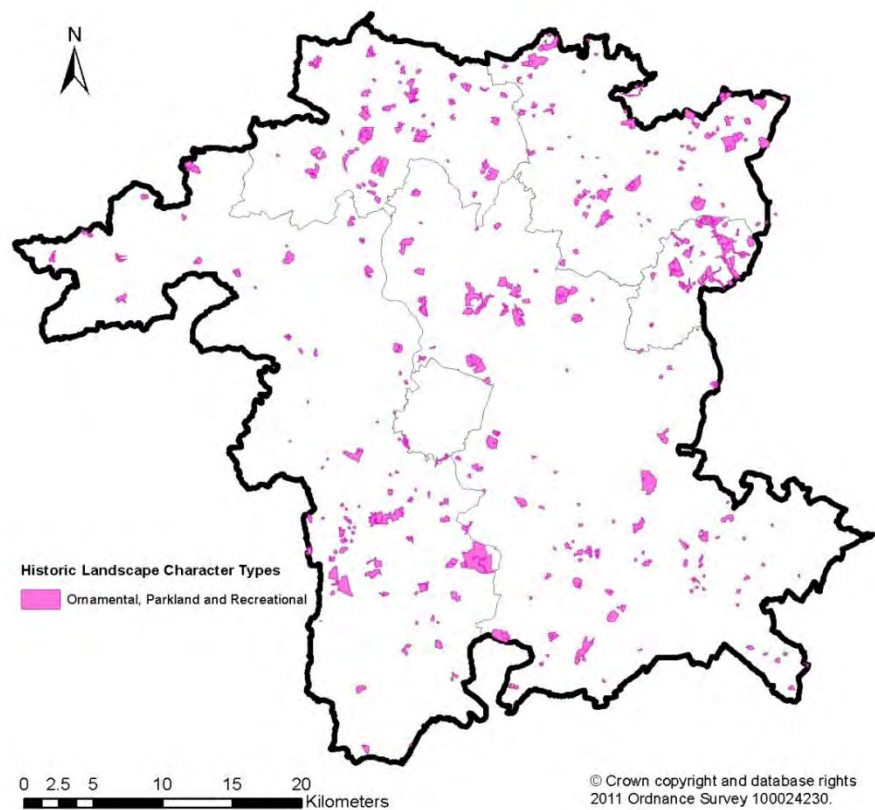 N
Historic Landscape Character Types
Ornamental, Parkland and Recreational
0 2.5 5 10 15 20
Kilometers
© Crown copyright and database rights
2011 Ordnance Survey 100024230.